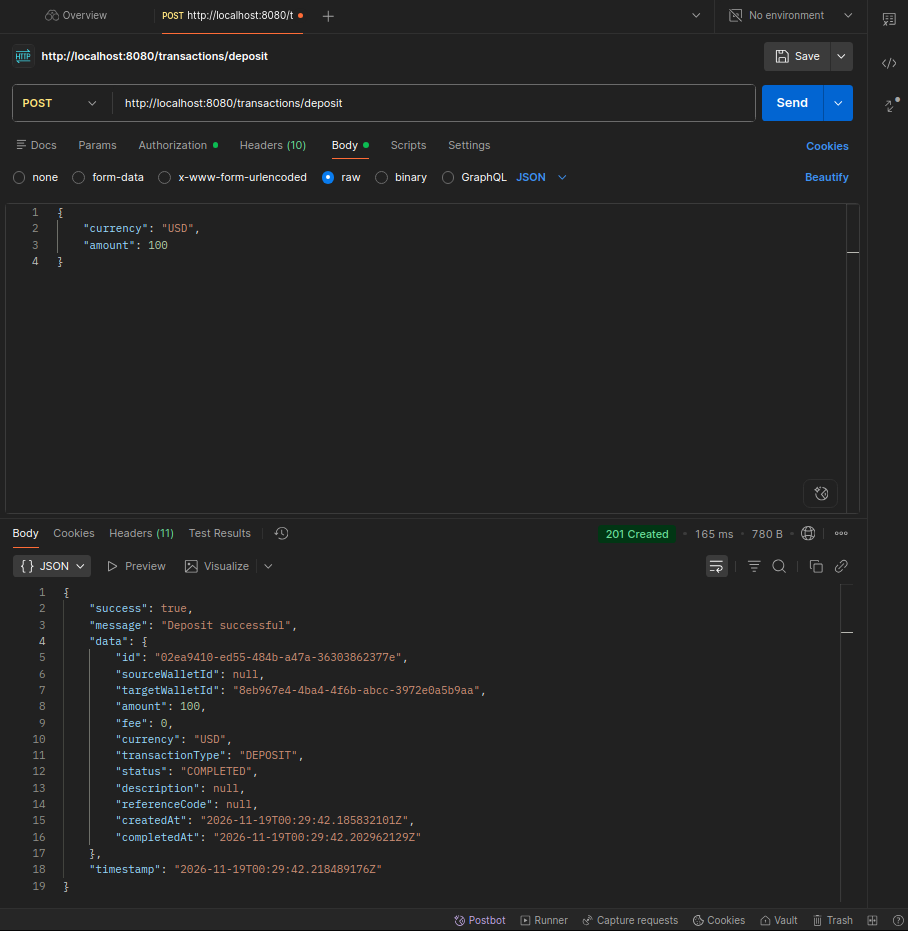 Overview POST http://localhost:8080/t No environment
HTTP http://localhost:8080/transactions/deposit Save
POST http://localhost:8080/transactions/deposit Send
Docs Params Authorization Headers (10) Body Scripts Settings Cookies
none form-data x-www-form-urlencoded raw binary GraphQL JSON Beautify
1 {
2 "currency": "USD",
3 "amount": 100
4 }
Body Cookies Headers (11) Test Results 201 Created 165 ms 780 B
{} JSON Preview Visualize
1 {
2 "success": true,
3 "message": "Deposit successful",
4 "data": {
5 "id": "02ea9410-ed55-484b-a47a-36303862377e",
6 "sourceWalletId": null,
7 "targetWalletId": "8eb967e4-4ba4-4f6b-abcc-3972e0a5b9aa",
8 "amount": 100,
9 "fee": 0,
10 "currency": "USD",
11 "transactionType": "DEPOSIT",
12 "status": "COMPLETED",
13 "description": null,
14 "referenceCode": null,
15 "createdAt": "2026-11-19T00:29:42.185832101Z",
16 "completedAt": "2026-11-19T00:29:42.202962129Z"
17 },
18 "timestamp": "2026-11-19T00:29:42.218489176Z"
19 }
Postbot Runner Capture requests Cookies Vault Trash